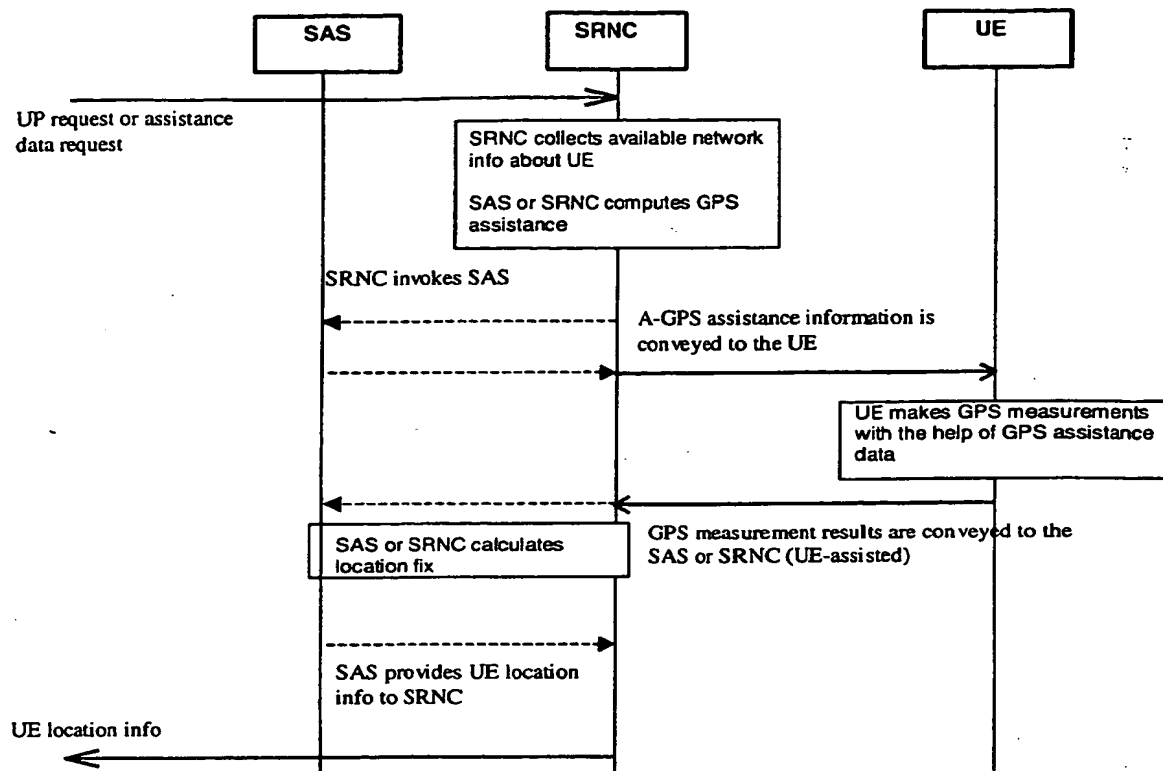 SAS
SRNC
UE
UP request or assistance
data request
SRNC collects available network
info about UE
SAS or SRNC computes GPS
assistance
SRNC invokes SAS
A-GPS assistance information is
conveyed to the UE
UE makes GPS measurements
with the help of GPS assistance
data
GPS measurement results are conveyed to the
SAS or SRNC (UE-assisted)
SAS or SRNC calculates
location fix
SAS provides UE location
info to SRNC
UE location info